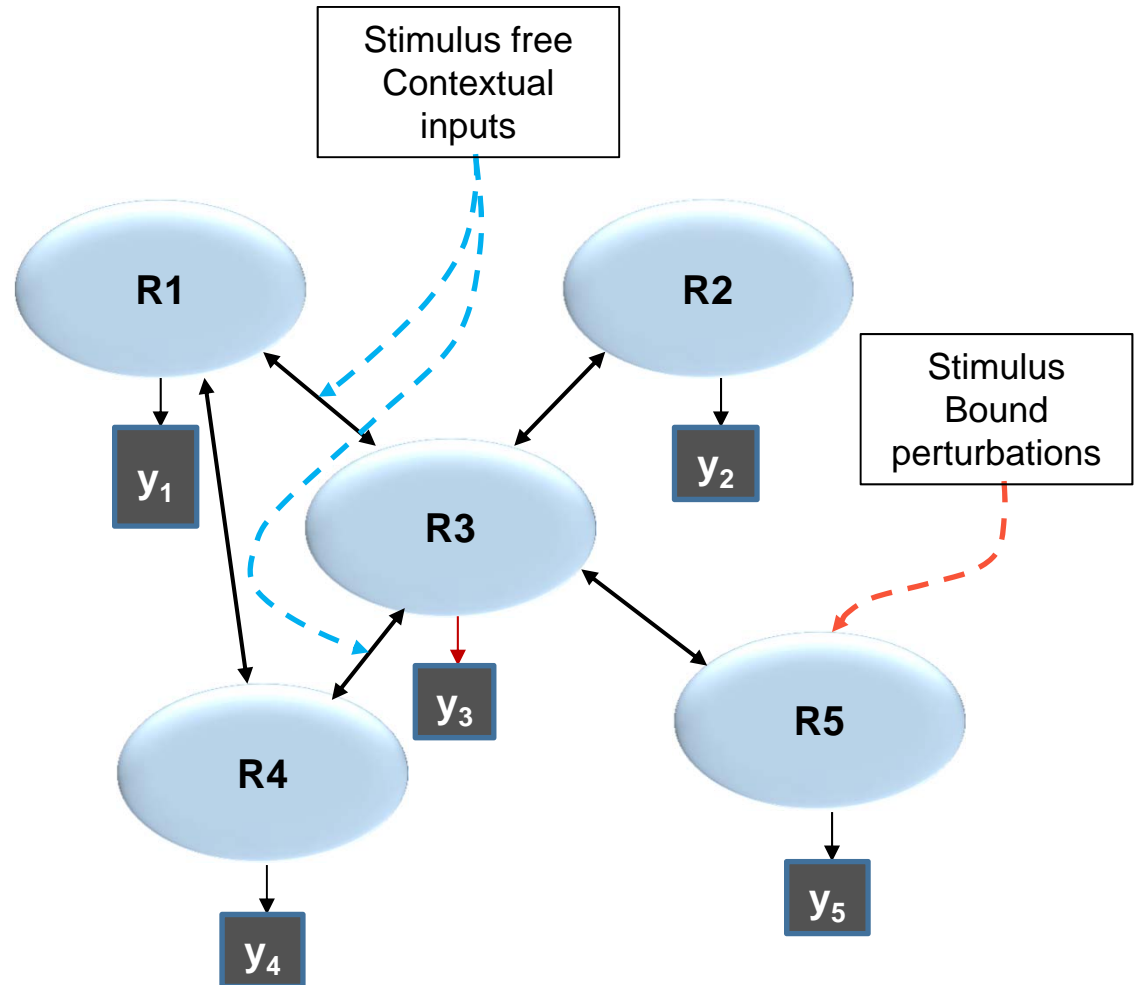 Stimulus free
Contextual
inputs
R1
R2
Stimulus
Bound
perturbations
y₁
y₂
R3
y₃
R5
R4
y₅
y₄